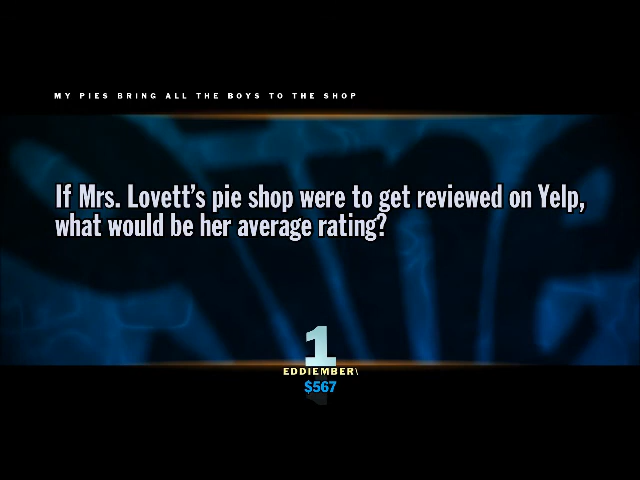 MY PIES BRING ALL THE BOYS TO THE SHOP
If Mrs. Lovett's pie shop were to get reviewed on Yelp,
what would be her average rating?
1
EDDIEMBER\
$567